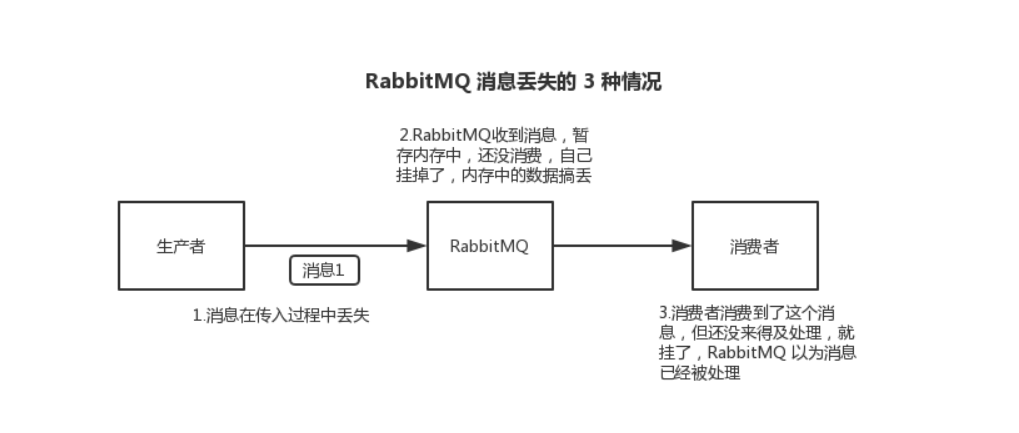 RabbitMQ 消息丢失的 3 种情况
2.RabbitMQ收到消息，暂
存内存中，还没消费，自己
挂掉了，内存中的数据搞丢
生产者
RabbitMQ
消费者
消息1
1.消息在传入过程中丢失
3.消费者消费到了这个消
息，但还没来得及处理，就
挂了，RabbitMQ 以为消息
已经被处理